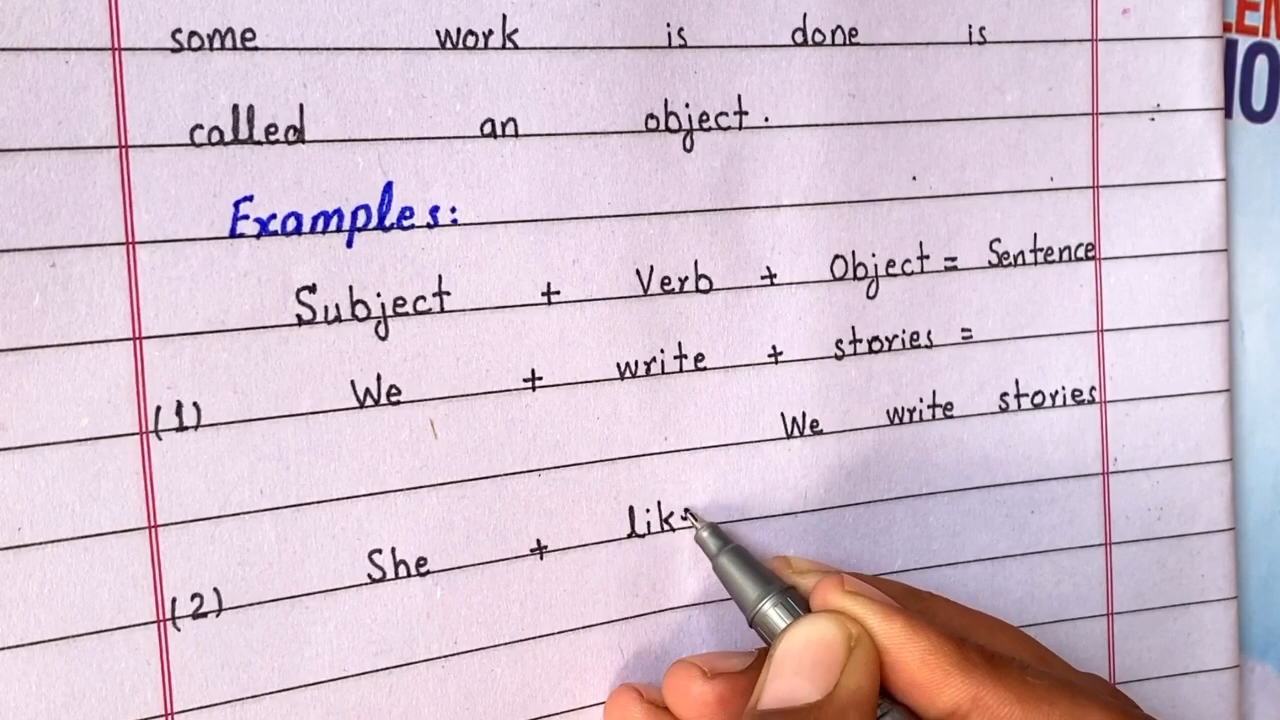 some work is done is
called an object.
Examples:
Subject + Verb + Object = Sentence
(1) We + write + stories =
We write stories
(2) She +